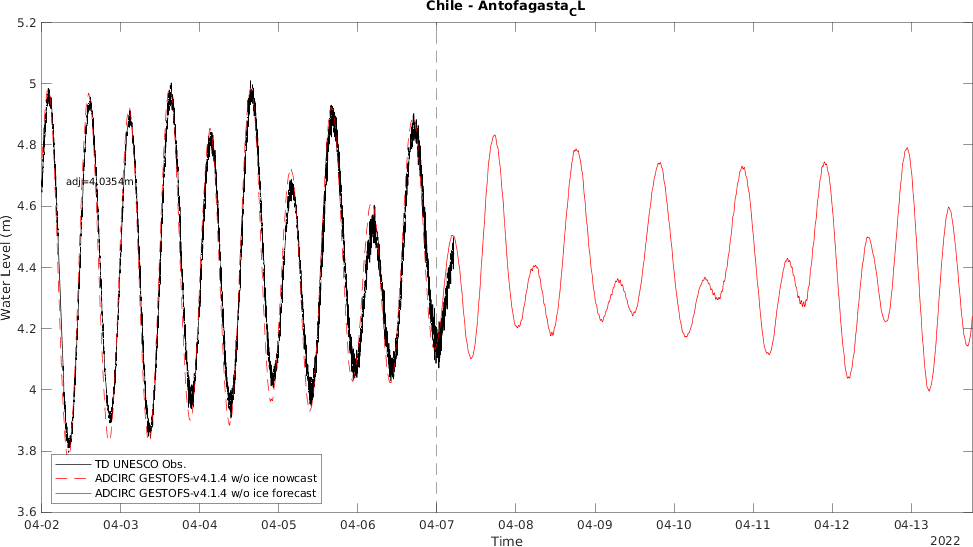 Chile - Antofagasta_CL
5.2
5
4.8
4.6
4.4
4.2
4
3.8
3.6
Water Level (m)
adj=4.0354m
TD UNESCO Obs.
ADCIRC GESTOFS-v4.1.4 w/o ice nowcast
ADCIRC GESTOFS-v4.1.4 w/o ice forecast
04-02 04-03 04-04 04-05 04-06 04-07 04-08 04-09 04-10 04-11 04-12 04-13
Time
2022